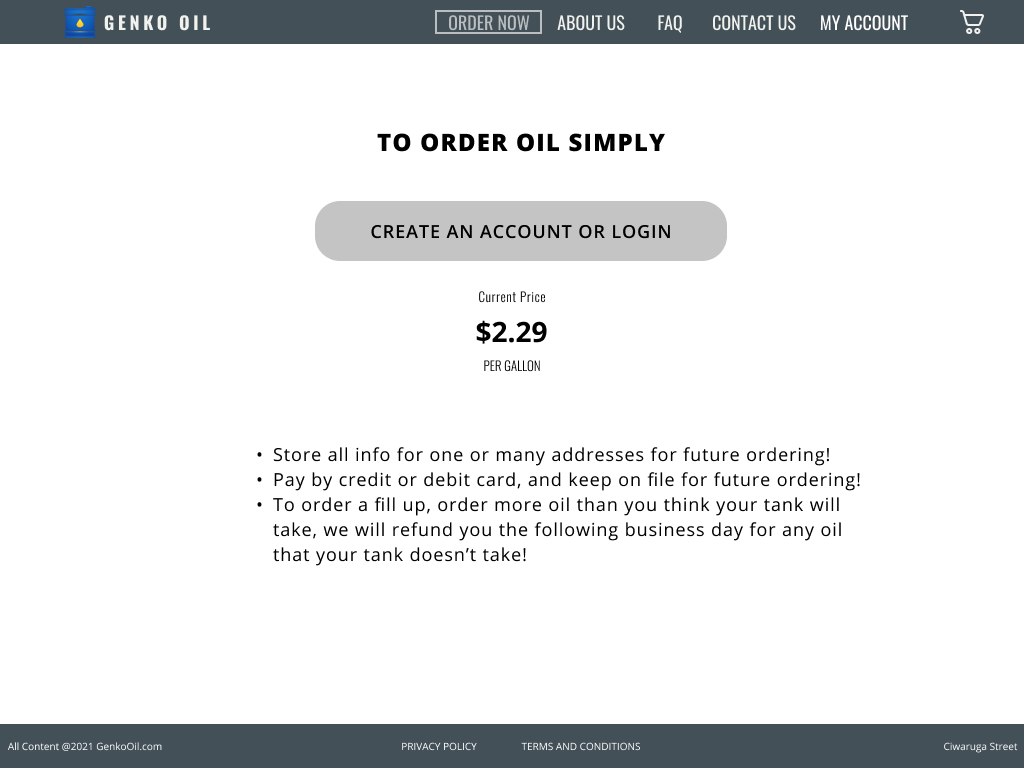 GENKO OIL
ORDER NOW ABOUT US FAQ CONTACT US MY ACCOUNT
TO ORDER OIL SIMPLY
CREATE AN ACCOUNT OR LOGIN
Current Price
$2.29
PER GALLON
• Store all info for one or many addresses for future ordering!
• Pay by credit or debit card, and keep on file for future ordering!
• To order a fill up, order more oil than you think your tank will
take, we will refund you the following business day for any oil
that your tank doesn’t take!
All Content @2021 GenkoOil.com PRIVACY POLICY TERMS AND CONDITIONS Ciwaruga Street